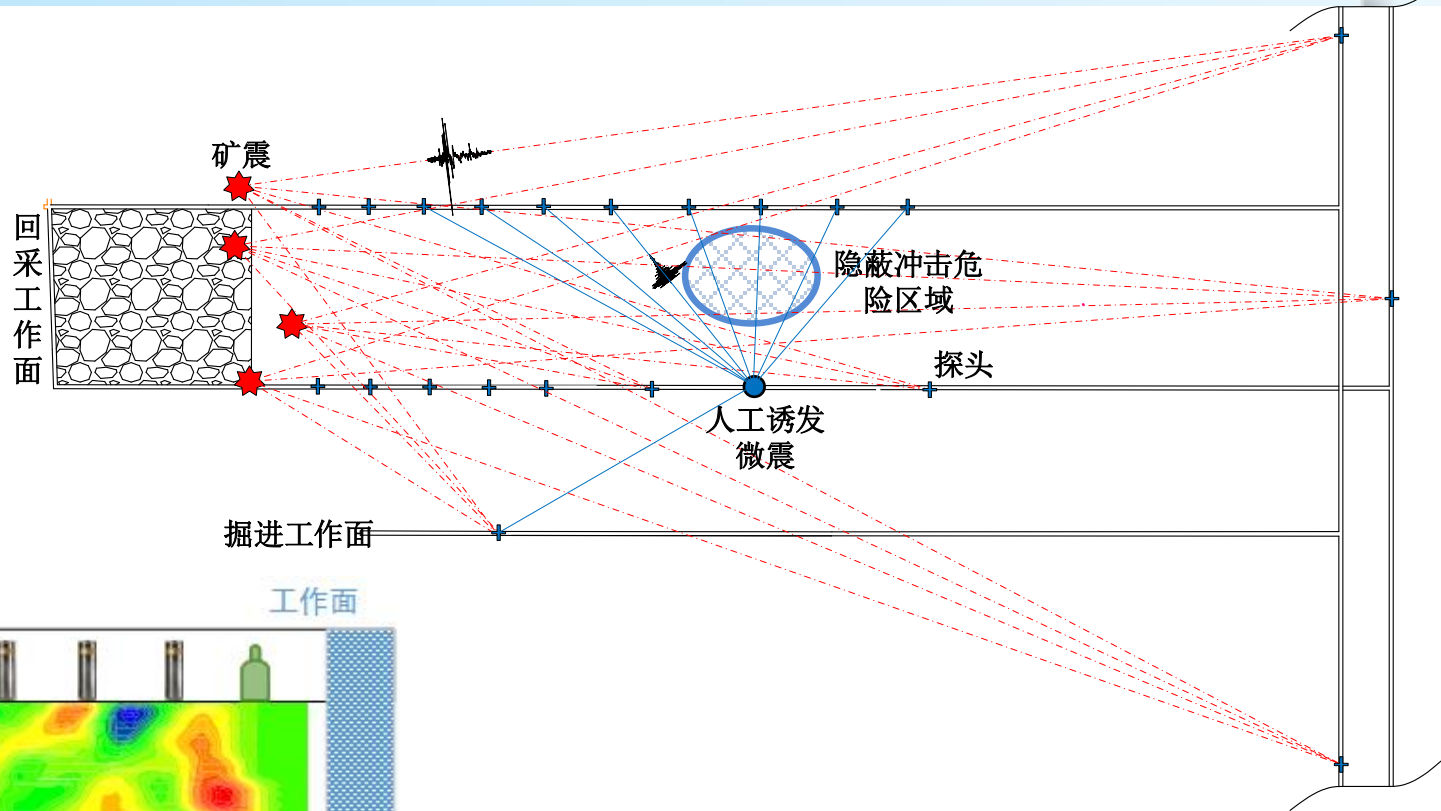 矿震
回采工作面
隐蔽冲击危
险区域
探头
人工诱发
微震
掘进工作面
工作面